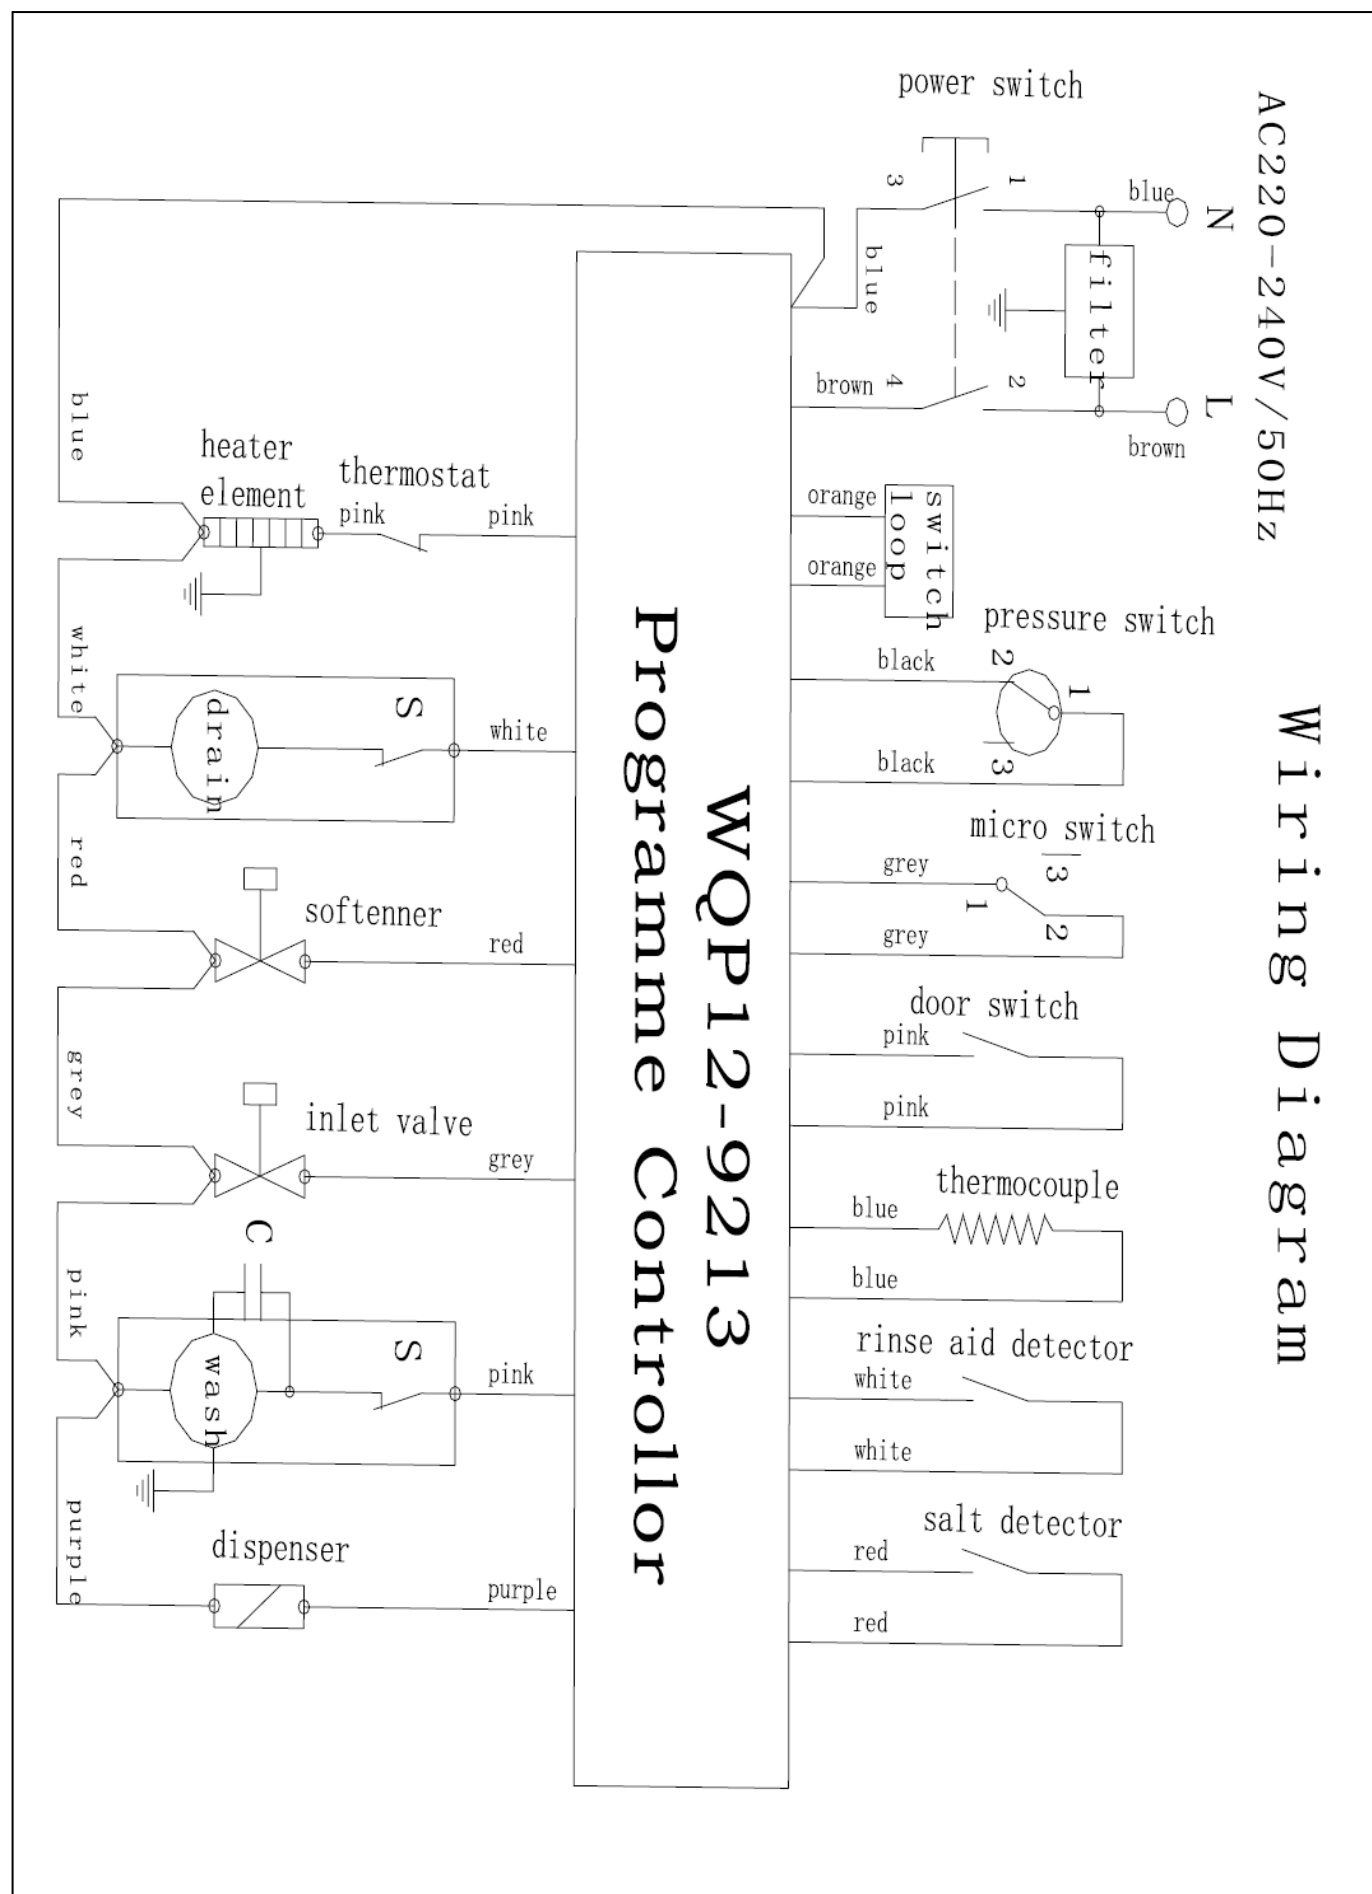 Wiring Diagram
AC220-240V/50Hz
power switch
N
blue
1
3
blue
filter
L
brown
2
4
brown
switch
loop
orange
orange
pressure switch
black
2
1
3
black
micro switch
grey
3
1
2
grey
door switch
pink
pink
thermocouple
blue
blue
rinse aid detector
white
white
salt detector
red
red
WQP12-9213
Programme Controllor
blue
heater
element
thermostat
pink
pink
white
drain
S
white
red
softenner
red
grey
inlet valve
grey
C
pink
wash
S
pink
purple
dispenser
purple